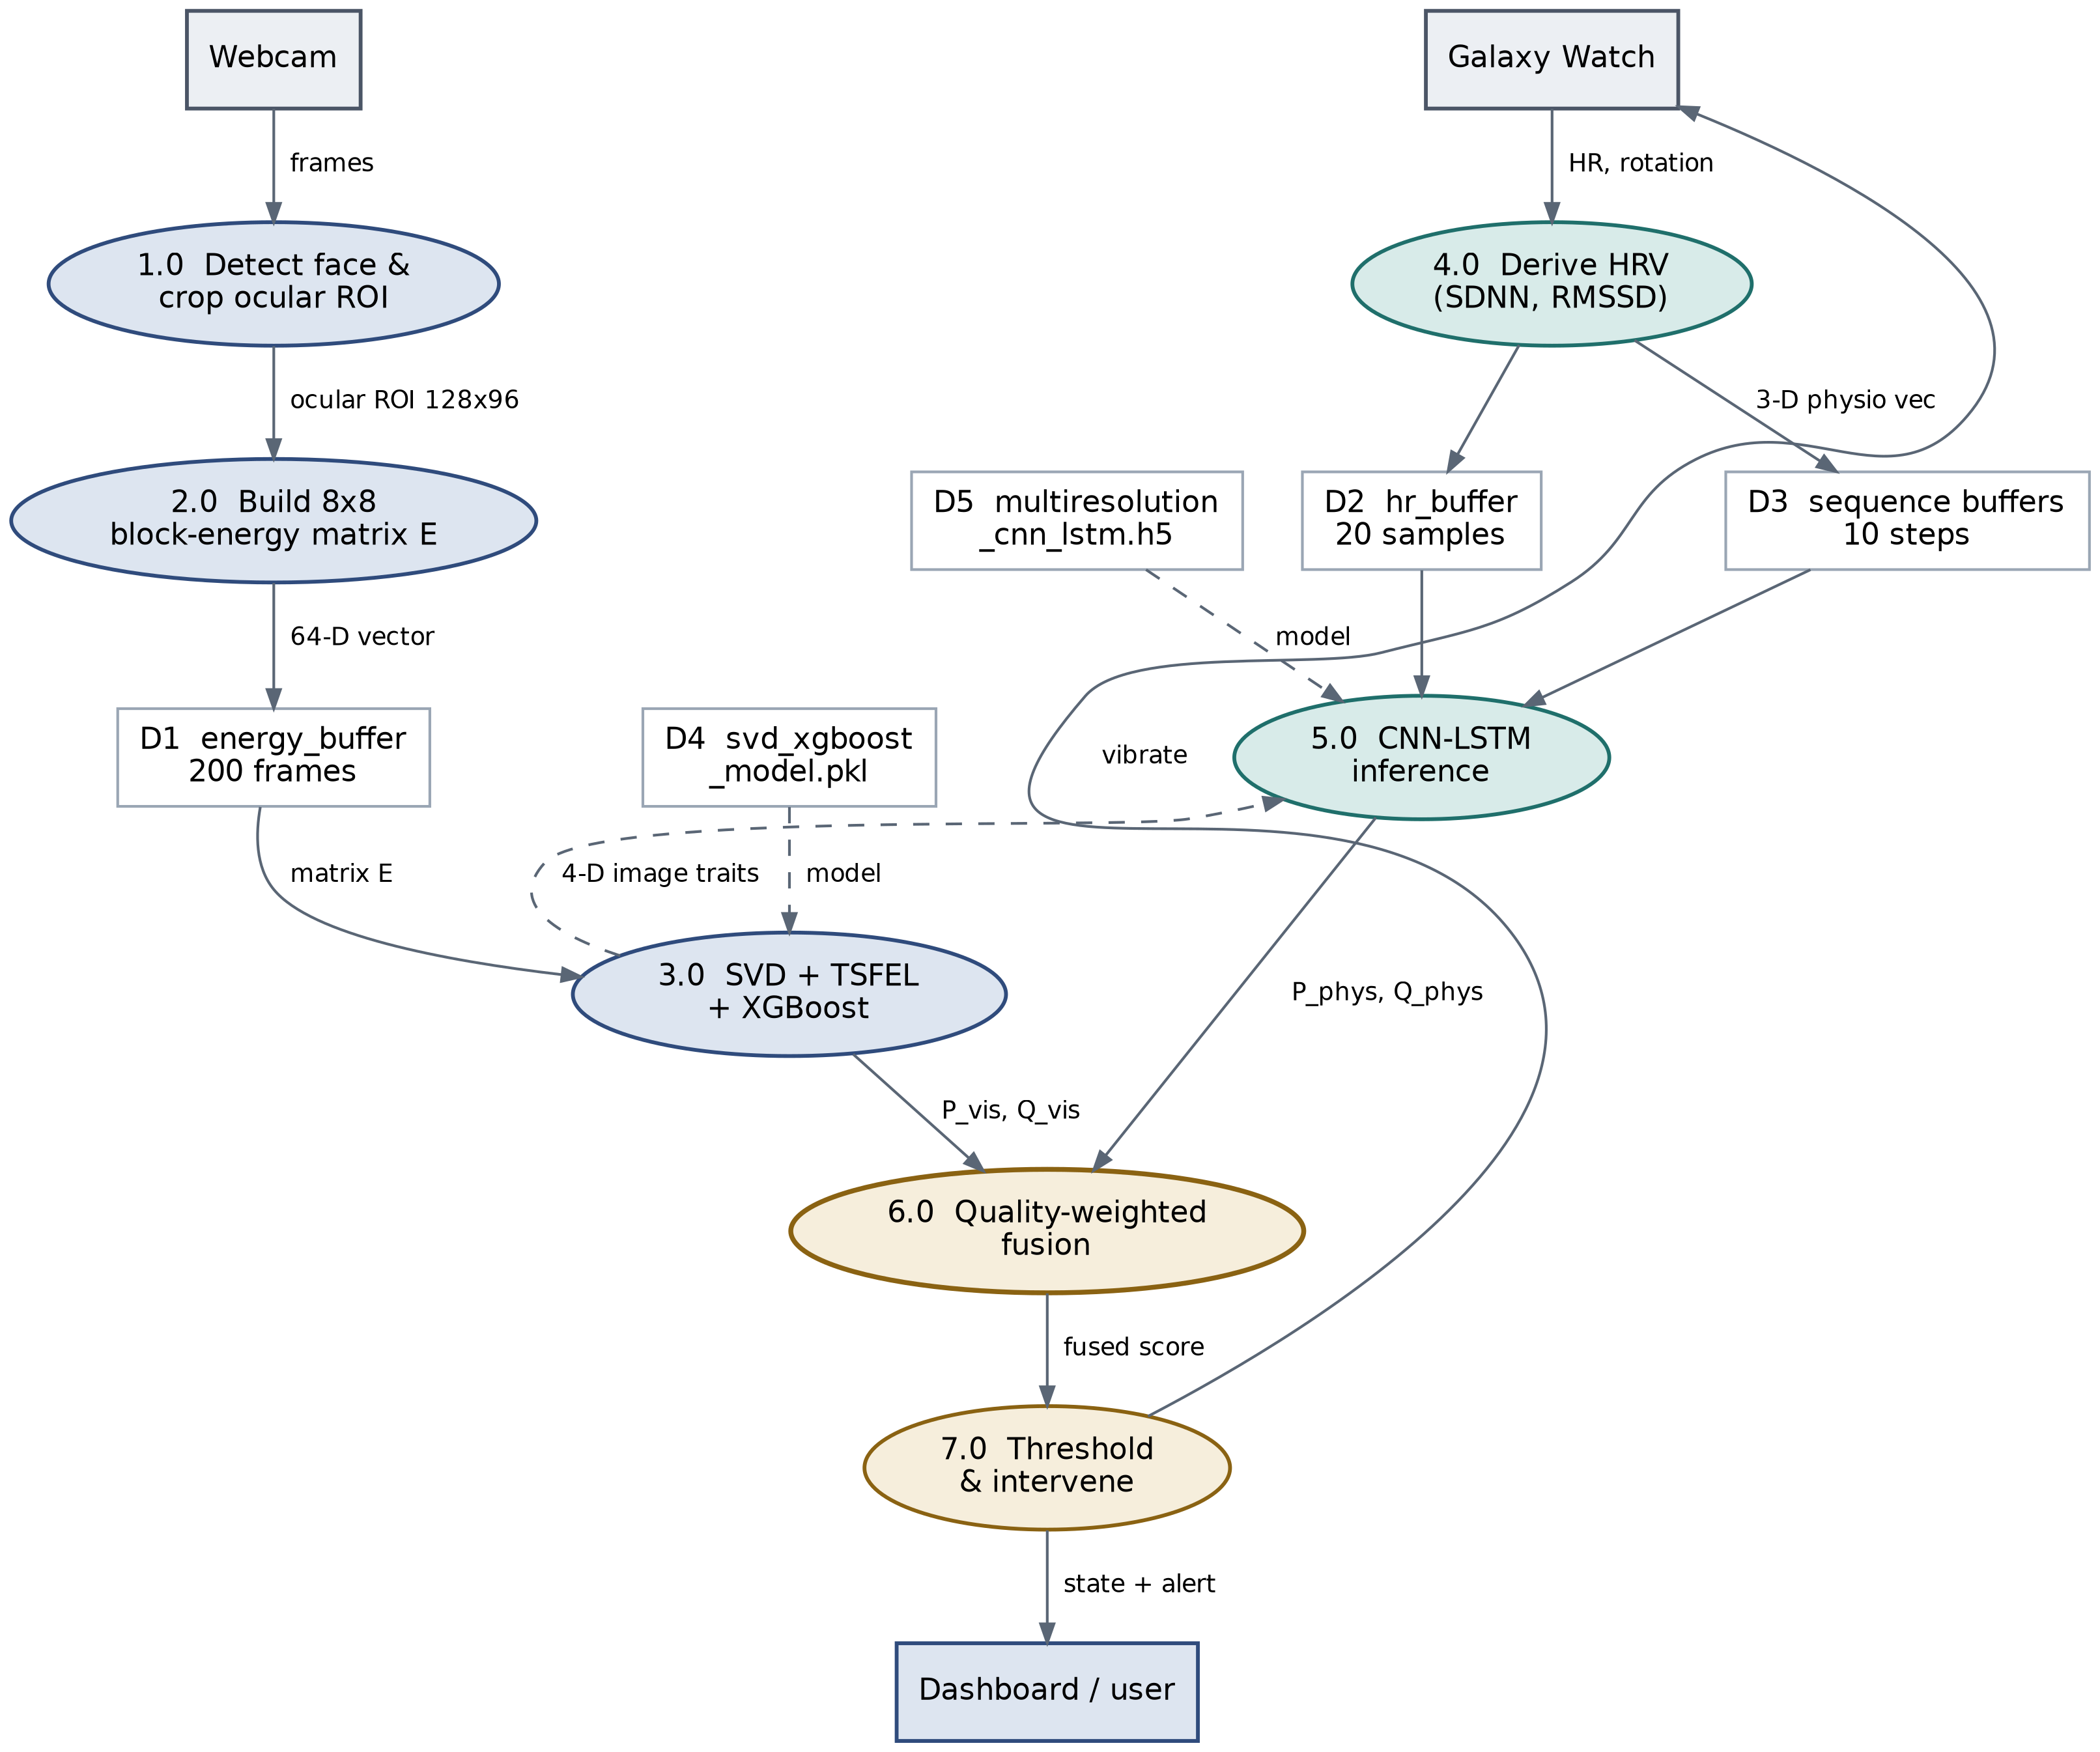 Webcam
Galaxy Watch
frames
HR, rotation
1.0 Detect face &
crop ocular ROI
4.0 Derive HRV
(SDNN, RMSSD)
ocular ROI 128x96
3-D physio vec
2.0 Build 8x8
block-energy matrix E
D5 multiresolution
_cnn_lstm.h5
D2 hr_buffer
20 samples
D3 sequence buffers
10 steps
64-D vector
model
D1 energy_buffer
200 frames
D4 svd_xgboost
_model.pkl
vibrate
5.0 CNN-LSTM
inference
matrix E
4-D image traits
model
3.0 SVD + TSFEL
+ XGBoost
P_phys, Q_phys
P_vis, Q_vis
6.0 Quality-weighted
fusion
fused score
7.0 Threshold
& intervene
state + alert
Dashboard / user